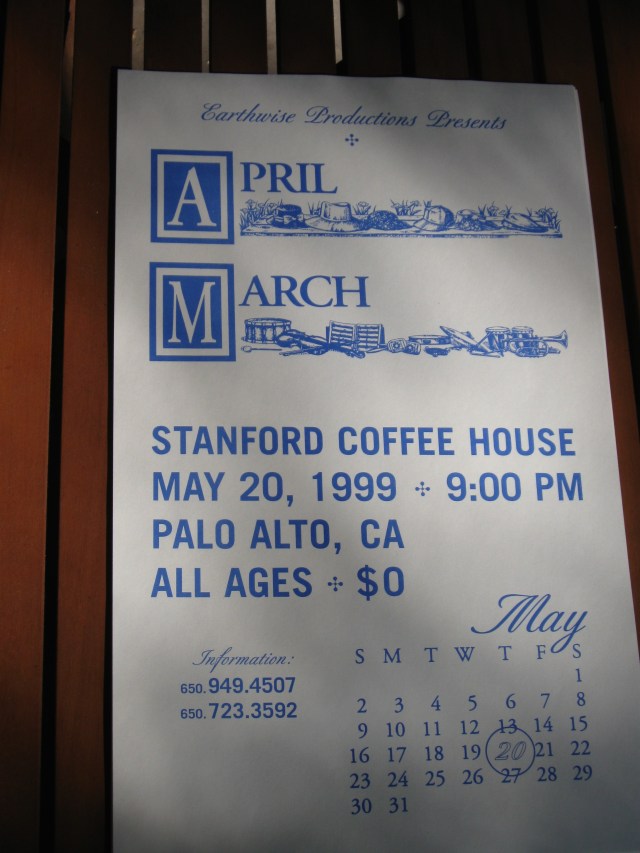 Earthwise Productions Presents
APRIL
MARCH
STANFORD COFFEE HOUSE
MAY 20, 1999 9:00 PM
PALO ALTO, CA
ALL AGES $0
May
Information:
650.949.4507
650.723.3592
S M T W T F S
1
2 3 4 5 6 7 8
9 10 11 12 13 14 15
16 17 18 19 20 21 22
23 24 25 26 27 28 29
30 31